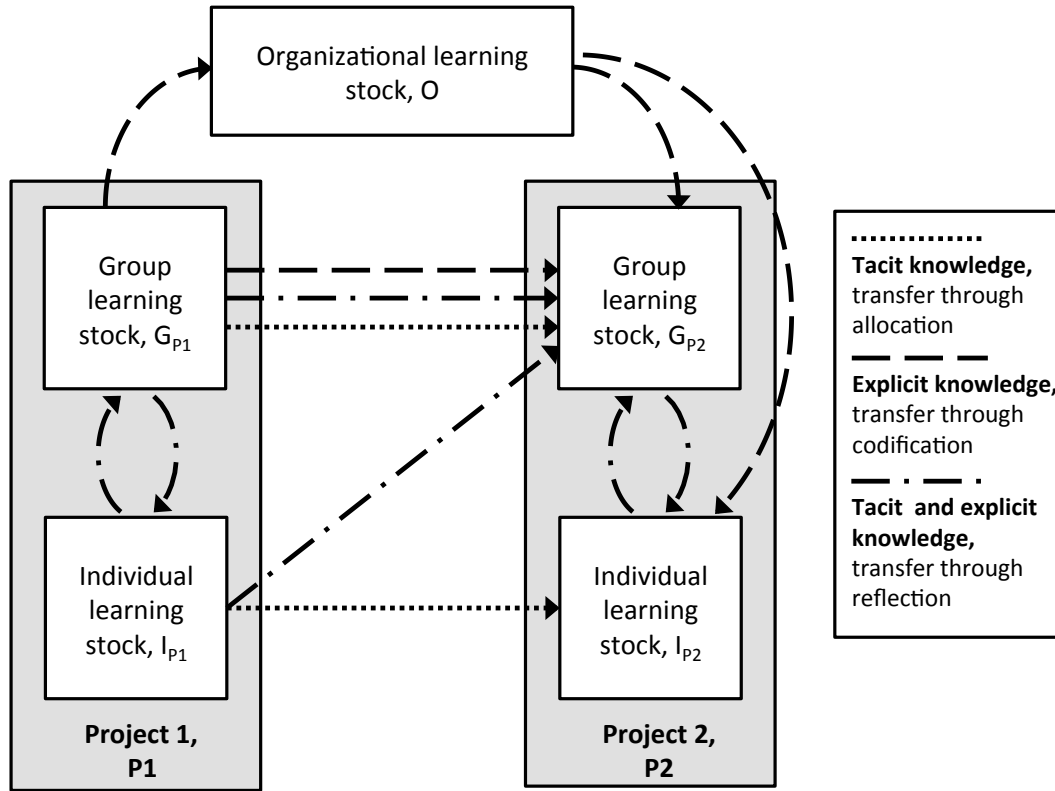 Organizational learning
stock, O
Group
learning
stock, GP1
Group
learning
stock, GP2
Individual
learning
stock, IP1
Individual
learning
stock, IP2
Project 1,
P1
Project 2,
P2
Tacit knowledge,
transfer through
allocation
Explicit knowledge,
transfer through
codification
Tacit and explicit
knowledge,
transfer through
reflection